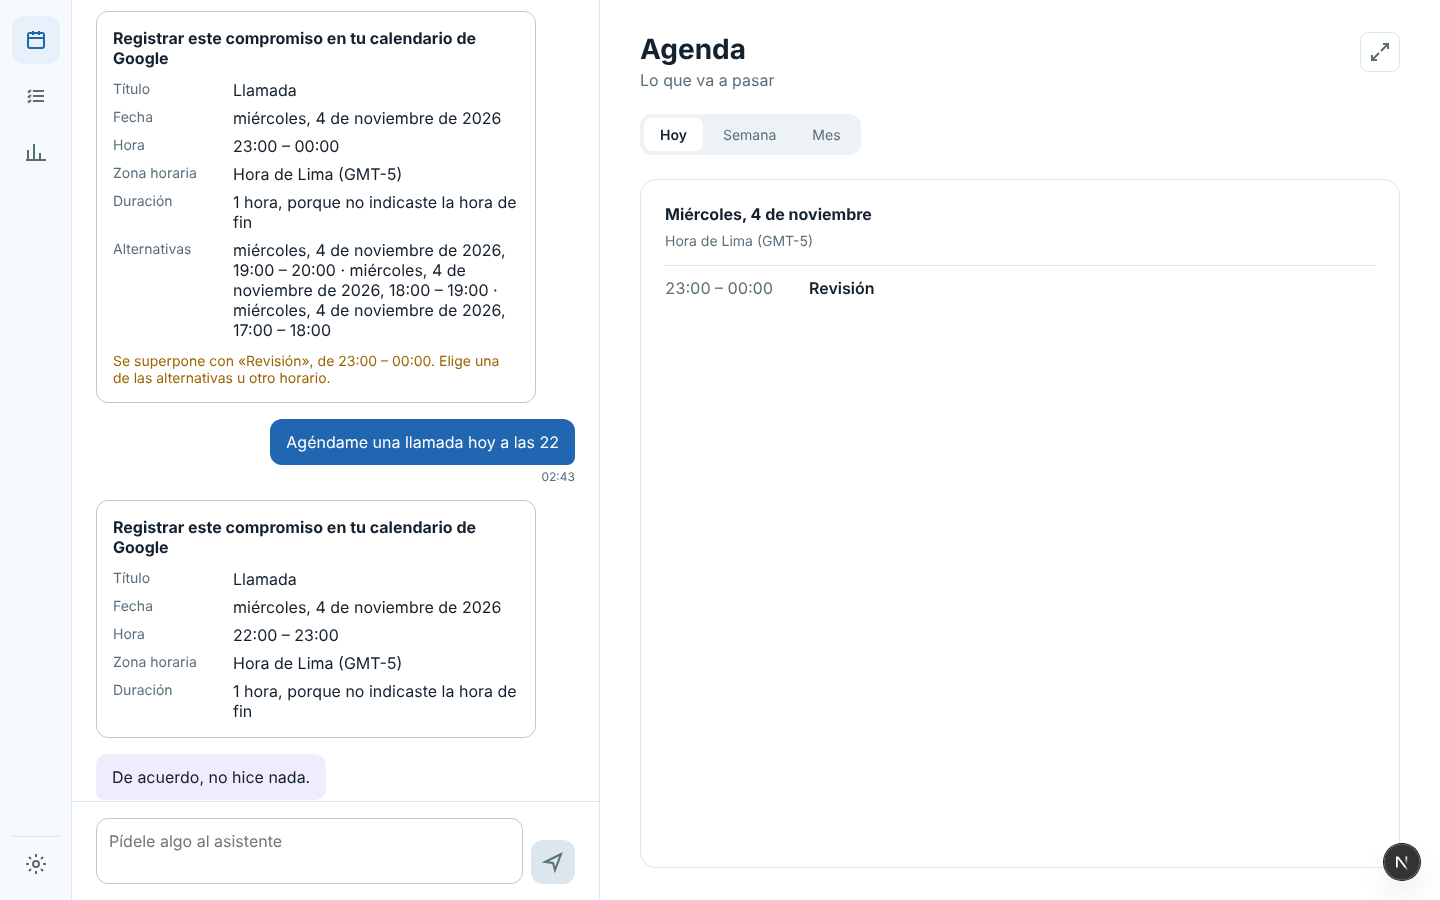 Registrar este compromiso en tu calendario de
Google
Título
Llamada
Fecha
miércoles, 4 de noviembre de 2026
Hora
23:00 – 00:00
Zona horaria
Hora de Lima (GMT-5)
Duración
1 hora, porque no indicaste la hora de
fin
Alternativas
miércoles, 4 de noviembre de 2026,
19:00 – 20:00 · miércoles, 4 de
noviembre de 2026, 18:00 – 19:00 ·
miércoles, 4 de noviembre de 2026,
17:00 – 18:00
Se superpone con «Revisión», de 23:00 – 00:00. Elige una
de las alternativas u otro horario.
Agéndame una llamada hoy a las 22
02:43
Registrar este compromiso en tu calendario de
Google
Título
Llamada
Fecha
miércoles, 4 de noviembre de 2026
Hora
22:00 – 23:00
Zona horaria
Hora de Lima (GMT-5)
Duración
1 hora, porque no indicaste la hora de
fin
De acuerdo, no hice nada.
Pídele algo al asistente
Agenda
Lo que va a pasar
Hoy
Semana
Mes
Miércoles, 4 de noviembre
Hora de Lima (GMT-5)
23:00 – 00:00
Revisión
N